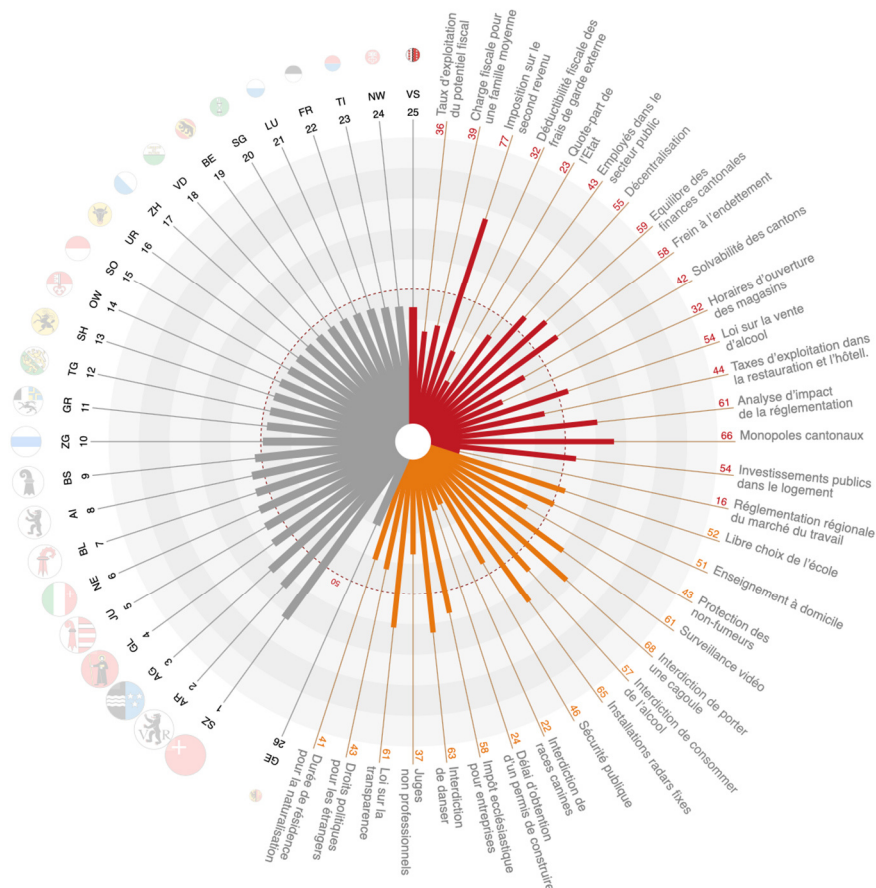 VS
25
NW
24
TI
23
FR
22
LU
21
SG
20
BE
19
VD
18
ZH
17
UR
16
SO
15
OW
14
SH
13
TG
12
GR
11
ZG
10
BS
9
AI
8
BL
7
NE
6
JU
5
GL
4
AG
3
AR
2
SZ
1
GE
26
50
V R
36
Taux d'exploitation
du potentiel fiscal
39
Charge fiscale pour
une famille moyenne
77
Imposition sur le
second revenu
32
Déductibilité fiscale des
frais de garde externe
23
Quote-part de
l'Etat
43
Employés dans le
secteur public
55
Décentralisation
59
Equilibre des
finances cantonales
58
Frein à l'endettement
42
Solvabilité des cantons
32
Horaires d'ouverture
des magasins
54
Loi sur la vente
d'alcool
44
Taxes d'exploitation dans
la restauration et l'hôtell.
61
Analyse d'impact
de la réglementation
66
Monopoles cantonaux
54
Investissements publics
dans le logement
16
Réglementation régionale
du marché du travail
52
Libre choix de l'école
51
Enseignement à domicile
43
Protection des
non-fumeurs
61
Surveillance vidéo
68
Interdiction de porter
une cagoule
57
Interdiction de consommer
de l'alcool
65
Installations radars fixes
46
Sécurité publique
22
Interdiction de
races canines
24
Délai d'obtention
d'un permis de construire
58
Impôt ecclésiastique
pour entreprises
63
Interdiction
de danser
37
Juges
non professionnels
61
Loi sur la
transparence
43
Droits politiques
pour les étrangers
41
Durée de résidence
pour la naturalisation